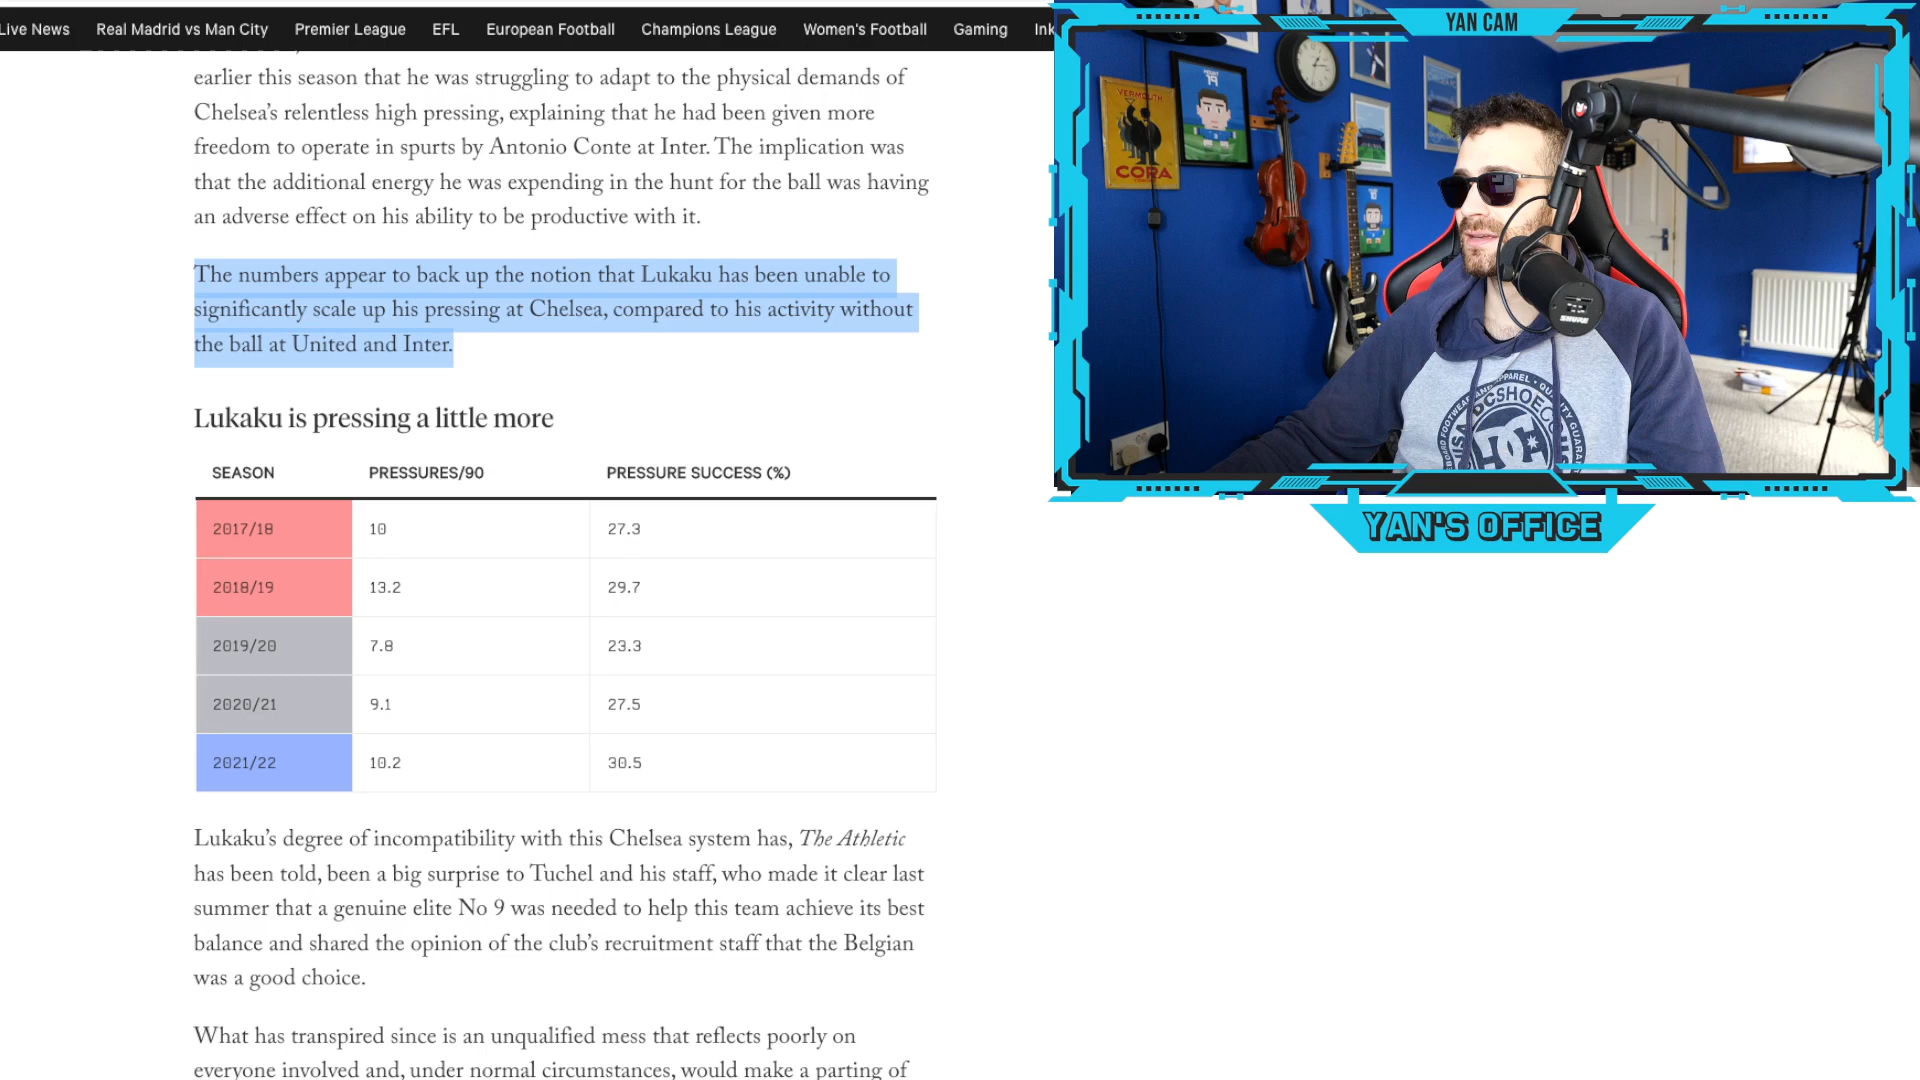 Live News Real Madrid vs Man City Premier League EFL European Football Champions League Women's Football Gaming Ink
earlier this season that he was struggling to adapt to the physical demands of
Chelsea's relentless high pressing, explaining that he had been given more
freedom to operate in spurts by Antonio Conte at Inter. The implication was
that the additional energy he was expending in the hunt for the ball was having
an adverse effect on his ability to be productive with it.
The numbers appear to back up the notion that Lukaku has been unable to
significantly scale up his pressing at Chelsea, compared to his activity without
the ball at United and Inter.
Lukaku is pressing a little more
SEASON PRESSURES/90 PRESSURE SUCCESS (%)
2017/18 10 27.3
2018/19 13.2 29.7
2019/20 7.8 23.3
2020/21 9.1 27.5
2021/22 10.2 30.5
Lukaku's degree of incompatibility with this Chelsea system has, The Athletic
has been told, been a big surprise to Tuchel and his staff, who made it clear last
summer that a genuine elite No 9 was needed to help this team achieve its best
balance and shared the opinion of the club's recruitment staff that the Belgian
was a good choice.
What has transpired since is an unqualified mess that reflects poorly on
everyone involved and, under normal circumstances, would make a parting of
YAN CAM
VERMOUTH
CORA
MOUNT
19
SHURE
DCSHOECO
YAN'S OFFICE